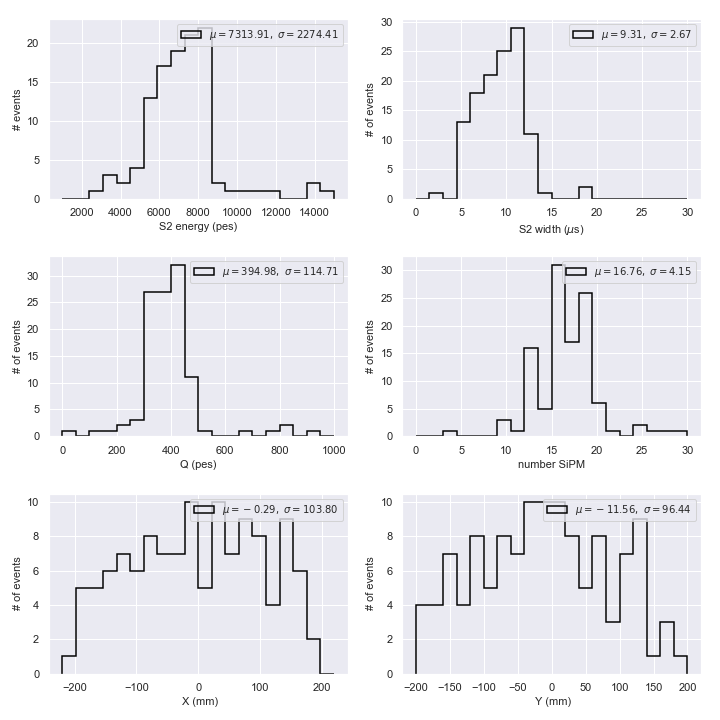 μ = 7313.91, σ = 2274.41
# events
20
15
10
5
0
2000 4000 6000 8000 10000 12000 14000
S2 energy (pes)
μ = 9.31, σ = 2.67
# of events
30
25
20
15
10
5
0
0 5 10 15 20 25 30
S2 width (μs)
μ = 394.98, σ = 114.71
# of events
30
25
20
15
10
5
0
0 200 400 600 800 1000
Q (pes)
μ = 16.76, σ = 4.15
# of events
30
25
20
15
10
5
0
0 5 10 15 20 25 30
number SiPM
μ = −0.29, σ = 103.80
# of events
10
8
6
4
2
0
−200 −100 0 100 200
X (mm)
μ = −11.56, σ = 96.44
# of events
10
8
6
4
2
0
−200 −150 −100 −50 0 50 100 150 200
Y (mm)